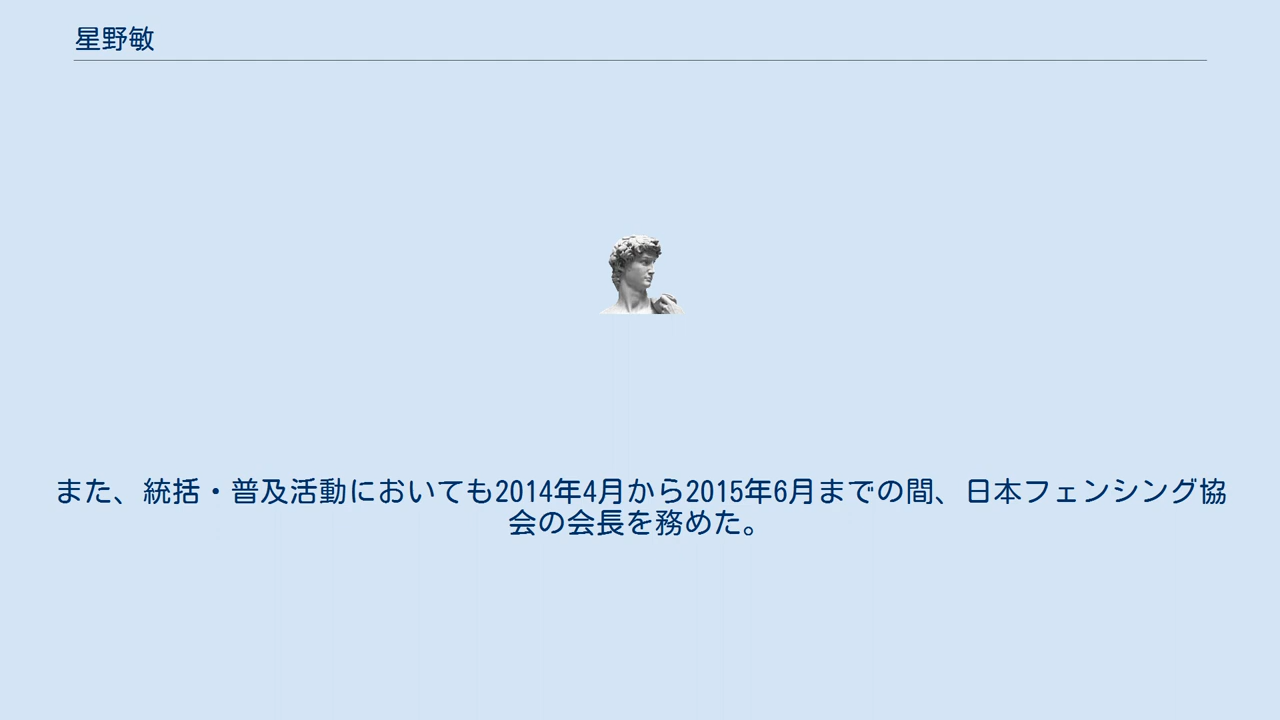 星野敏
また、統括・普及活動においても2014年4月から2015年6月までの間、日本フェンシング協
会の会長を務めた。